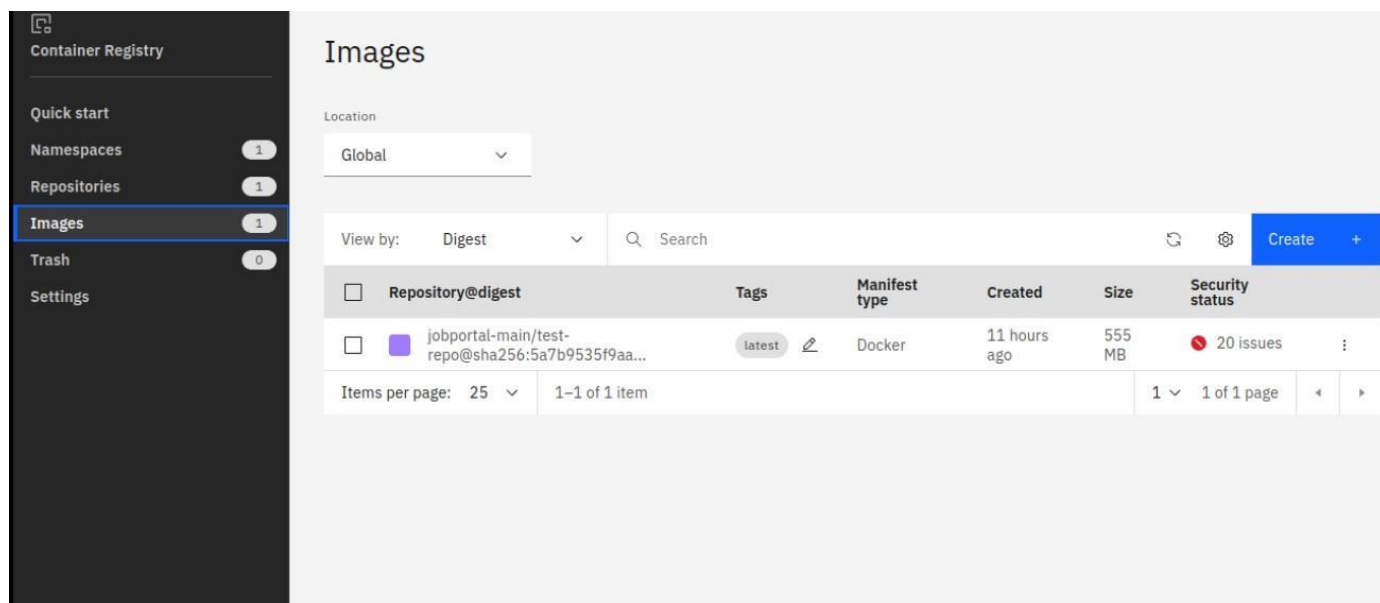 Container Registry
Quick start
Namespaces 1
Repositories 1
Images 1
Trash 0
Settings
Images
Location
Global
View by: Digest Search Create +
Repository@digest Tags Manifest type Created Size Security status
jobportal-main/test-
repo@sha256:5a7b9535f9aa... latest Docker 11 hours ago 555 MB 20 issues
Items per page: 25 1–1 of 1 item 1 1 of 1 page